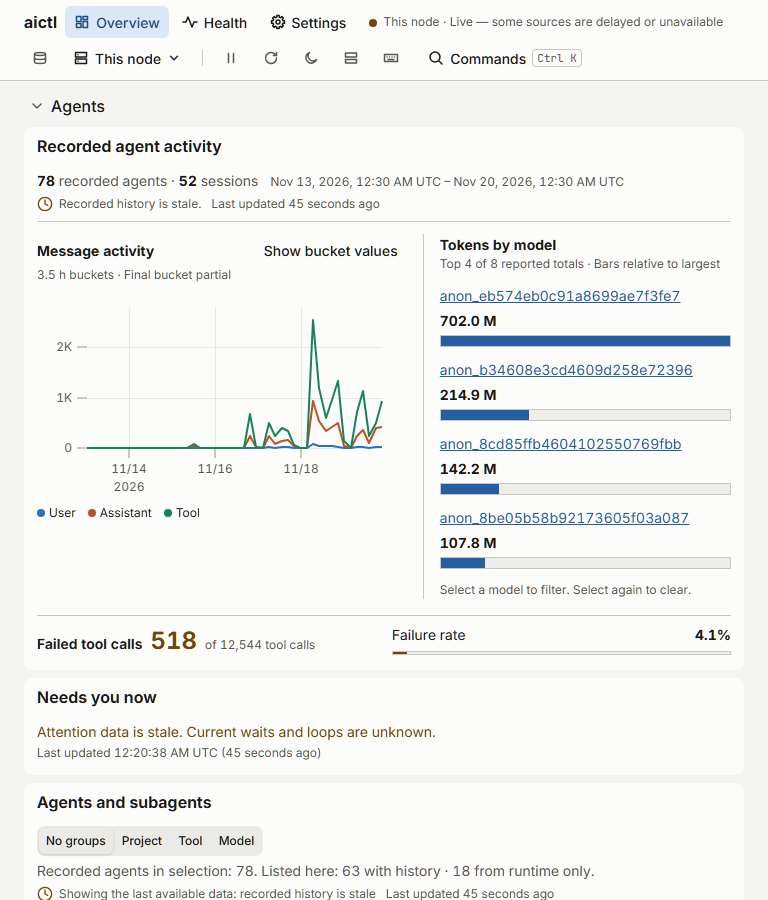 aictl Overview Health Settings This node · Live — some sources are delayed or unavailable
This node Commands Ctrl K
Agents
Recorded agent activity
78 recorded agents · 52 sessions Nov 13, 2026, 12:30 AM UTC – Nov 20, 2026, 12:30 AM UTC
Recorded history is stale. Last updated 45 seconds ago
Message activity Show bucket values
3.5 h buckets · Final bucket partial
2K
1K
0
11/14 11/16 11/18
2026
User Assistant Tool
Tokens by model
Top 4 of 8 reported totals · Bars relative to largest
anon_eb574eb0c91a8699ae7f3fe7
702.0 M
anon_b34608e3cd4609d258e72396
214.9 M
anon_8cd85ffb4604102550769fbb
142.2 M
anon_8be05b58b92173605f03a087
107.8 M
Select a model to filter. Select again to clear.
Failed tool calls 518 of 12,544 tool calls
Failure rate 4.1%
Needs you now
Attention data is stale. Current waits and loops are unknown.
Last updated 12:20:38 AM UTC (45 seconds ago)
Agents and subagents
No groups Project Tool Model
Recorded agents in selection: 78. Listed here: 63 with history · 18 from runtime only.
Showing the last available data: recorded history is stale Last updated 45 seconds ago